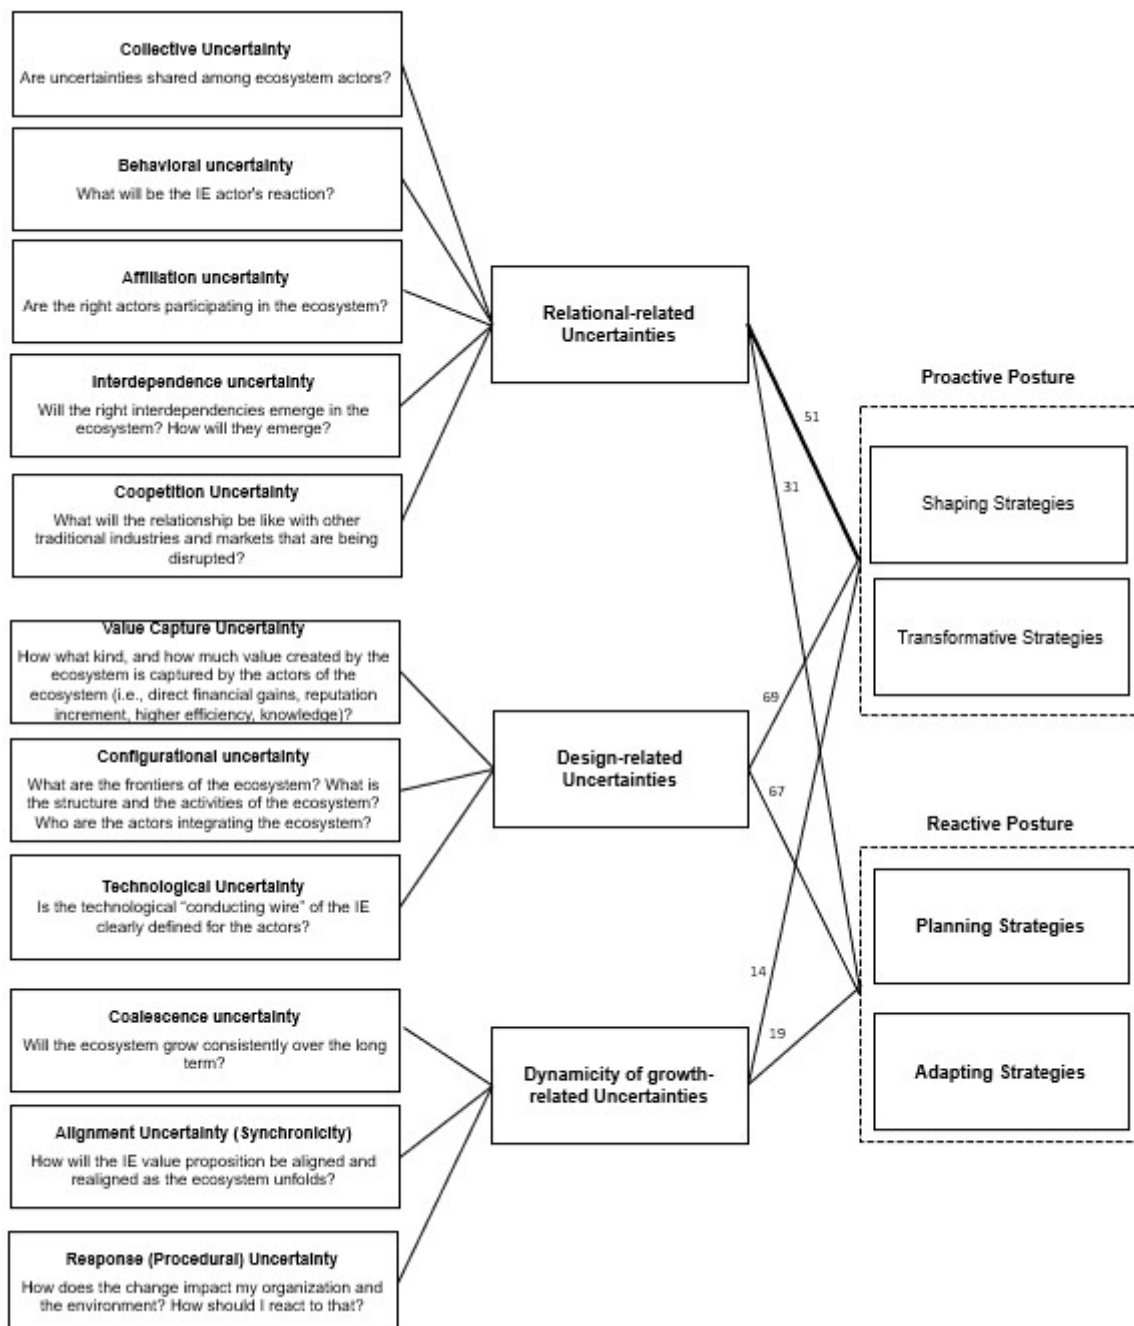 Collective Uncertainty
Are uncertainties shared among ecosystem actors?
Behavioral uncertainty
What will be the IE actor's reaction?
Affiliation uncertainty
Are the right actors participating in the ecosystem?
Interdependence uncertainty
Will the right interdependencies emerge in the
ecosystem? How will they emerge?
Coopetition Uncertainty
What will the relationship be like with other
traditional industries and markets that are being
disrupted?
Value Capture Uncertainty
How what kind, and how much value created by the
ecosystem is captured by the actors of the
ecosystem (i.e., direct financial gains, reputation
increment, higher efficiency, knowledge)?
Configurational uncertainty
What are the frontiers of the ecosystem? What is
the structure and the activities of the ecosystem?
Who are the actors integrating the ecosystem?
Technological Uncertainty
Is the technological “conducting wire” of the IE
clearly defined for the actors?
Coalescence uncertainty
Will the ecosystem grow consistently over the long
term?
Alignment Uncertainty (Synchronicity)
How will the IE value proposition be aligned and
realigned as the ecosystem unfolds?
Response (Procedural) Uncertainty
How does the change impact my organization and
the environment? How should I react to that?
Relational-related
Uncertainties
Design-related
Uncertainties
Dynamicity of growth-
related Uncertainties
51
31
69
67
14
19
Proactive Posture
Shaping Strategies
Transformative Strategies
Reactive Posture
Planning Strategies
Adapting Strategies